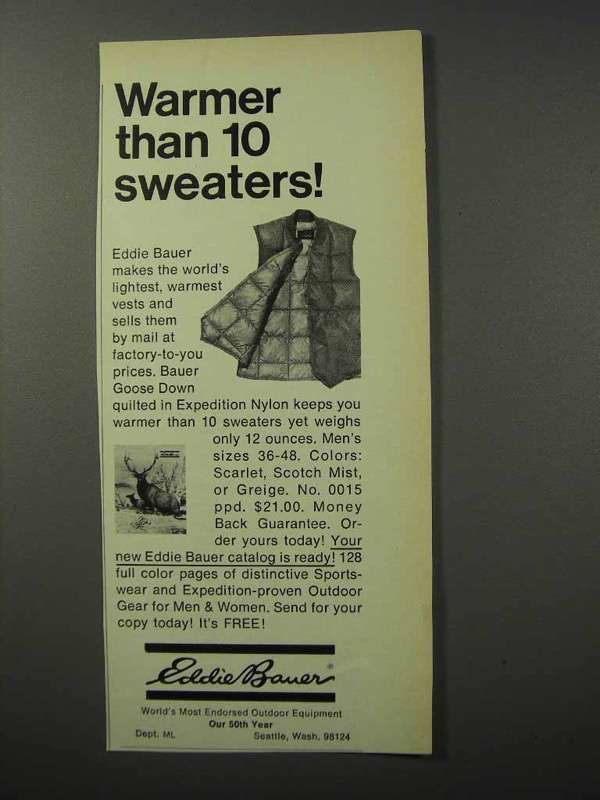 Warmer
than 10
sweaters!
Eddie Bauer
makes the world's
lightest, warmest
vests and
sells them
by mail at
factory-to-you
prices. Bauer
Goose Down
quilted in Expedition Nylon keeps you
warmer than 10 sweaters yet weighs
only 12 ounces. Men's
sizes 36-48. Colors:
Scarlet, Scotch Mist,
or Greige. No. 0015
ppd. $21.00. Money
Back Guarantee. Or-
der yours today! Your
new Eddie Bauer catalog is ready! 128
full color pages of distinctive Sports-
wear and Expedition-proven Outdoor
Gear for Men & Women. Send for your
copy today! It's FREE!
Eddie Bauer®
World's Most Endorsed Outdoor Equipment
Our 50th Year
Dept. ML Seattle, Wash. 98124